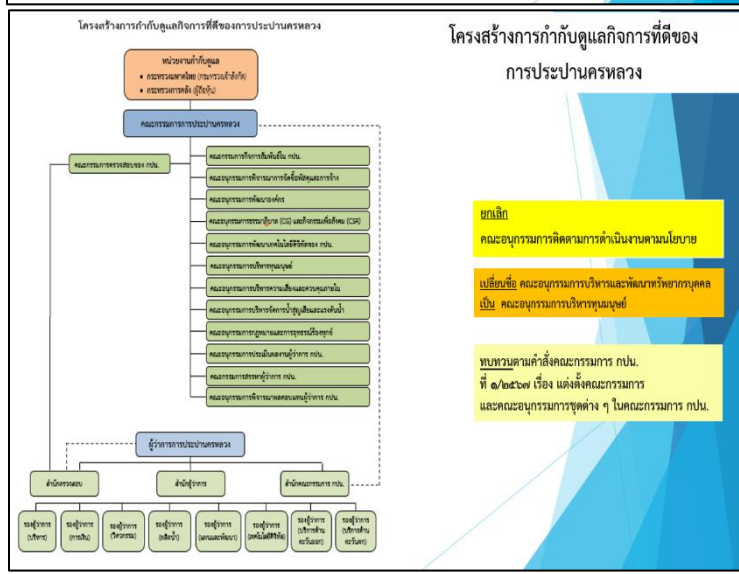 โครงสร้างการกำกับดูแลกิจการที่ดีของการประปานครหลวง
หน่วยงานกำกับดูแล
• กระทรวงมหาดไทย (กระทรวงเจ้าสังกัด)
• กระทรวงการคลัง (ผู้ถือหุ้น)
คณะกรรมการการประปานครหลวง
คณะกรรมการตรวจสอบของ กปน.
คณะกรรมการกิจการสัมพันธ์ใน กปน.
คณะอนุกรรมการพิจารณาการจัดซื้อพัสดุและการจ้าง
คณะอนุกรรมการพัฒนาองค์กร
คณะอนุกรรมการธรรมาภิบาล (CG) และกิจกรรมเพื่อสังคม (CSR)
คณะอนุกรรมการพัฒนาเทคโนโลยีดิจิทัลของ กปน.
คณะอนุกรรมการบริหารทุนมนุษย์
คณะอนุกรรมการบริหารความเสี่ยงและควบคุมภายใน
คณะอนุกรรมการบริหารจัดการน้ำสูญเสียและแรงดันน้ำ
คณะอนุกรรมการกฎหมายและการอุทธรณ์ร้องทุกข์
คณะอนุกรรมการประเมินผลงานผู้ว่าการ กปน.
คณะกรรมการสรรหาผู้ว่าการ กปน.
คณะอนุกรรมการพิจารณาผลตอบแทนผู้ว่าการ กปน.
ผู้ว่าการการประปานครหลวง
สำนักตรวจสอบ
สำนักผู้ว่าการ
สำนักคณะกรรมการ กปน.
รองผู้ว่าการ
(บริหาร)
รองผู้ว่าการ
(การเงิน)
รองผู้ว่าการ
(วิศวกรรม)
รองผู้ว่าการ
(ผลิตน้ำ)
รองผู้ว่าการ
(แผนและพัฒนา)
รองผู้ว่าการ
(เทคโนโลยีดิจิทัล)
รองผู้ว่าการ
(บริการด้าน
ตะวันออก)
รองผู้ว่าการ
(บริการด้าน
ตะวันตก)
โครงสร้างการกำกับดูแลกิจการที่ดีของ
การประปานครหลวง
ยกเลิก
คณะอนุกรรมการติดตามการดำเนินงานตามนโยบาย
เปลี่ยนชื่อ คณะอนุกรรมการบริหารและพัฒนาทรัพยากรบุคคล
เป็น คณะอนุกรรมการบริหารทุนมนุษย์
ทบทวนตามคำสั่งคณะกรรมการ กปน.
ที่ ๑/๒๕๖๗ เรื่อง แต่งตั้งคณะกรรมการ
และคณะอนุกรรมการชุดต่าง ๆ ในคณะกรรมการ กปน.